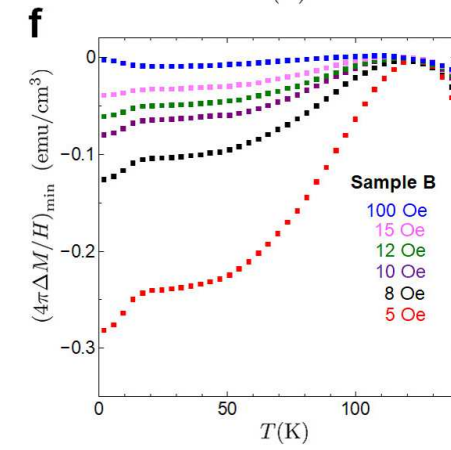 f
0
−0.1
−0.2
−0.3
(4πΔM/H)min (emu/cm³)
Sample B
100 Oe
15 Oe
12 Oe
10 Oe
8 Oe
5 Oe
0 50 100
T(K)